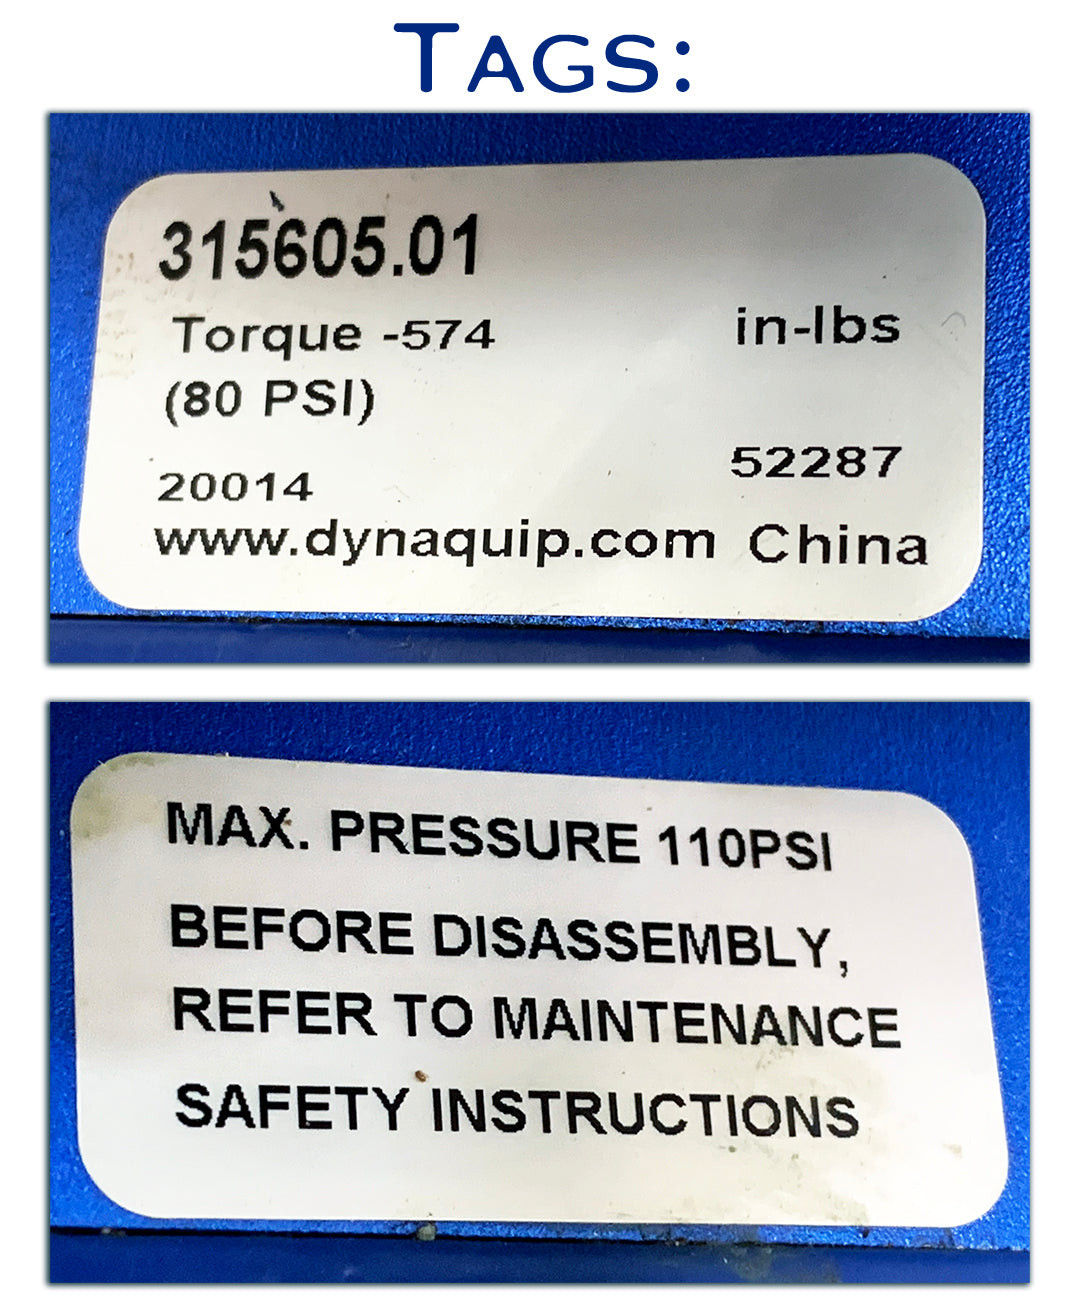 TAGS:
315605.01
Torque -574 in-lbs
(80 PSI)
52287
20014
www.dynaquip.com China
MAX. PRESSURE 110PSI
BEFORE DISASSEMBLY,
REFER TO MAINTENANCE
SAFETY INSTRUCTIONS